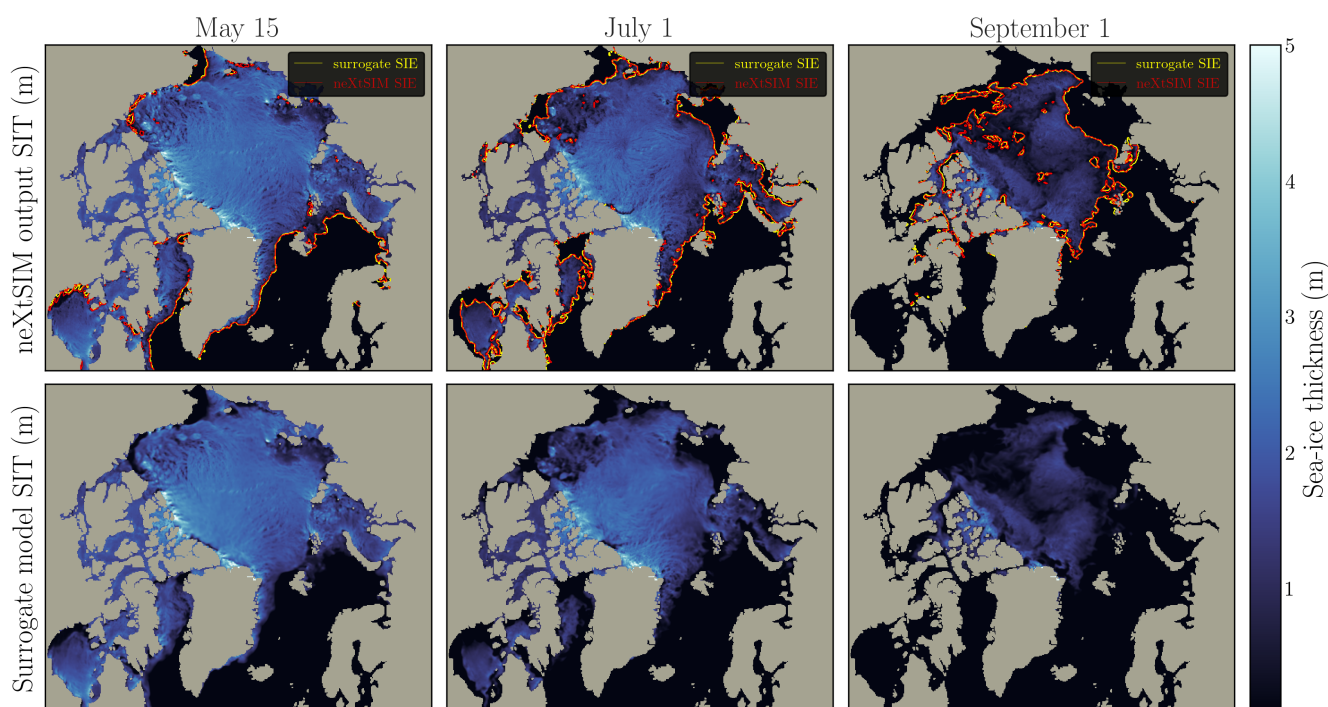 May 15
July 1
September 1
neXtSIM output SIT (m)
surrogate SIE
neXtSIM SIE
surrogate SIE
neXtSIM SIE
surrogate SIE
neXtSIM SIE
Surrogate model SIT (m)
5
4
3
2
1
Sea-ice thickness (m)